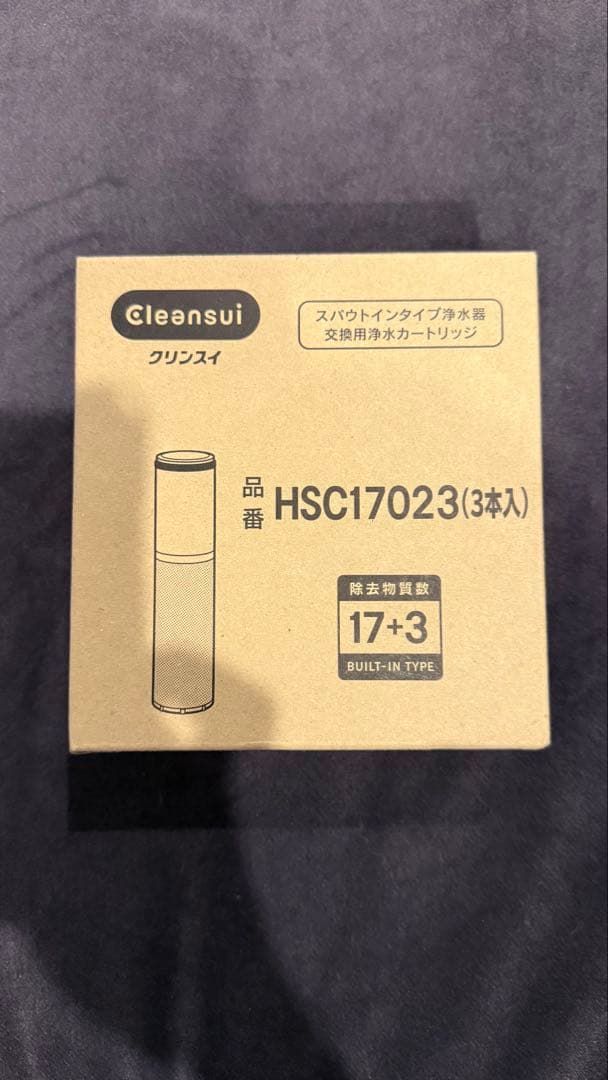 Cleansui
クリンスイ
スパウトインタイプ浄水器
交換用浄水カートリッジ
品番 HSC17023(3本入)
除去物質数
17+3
BUILT-IN TYPE